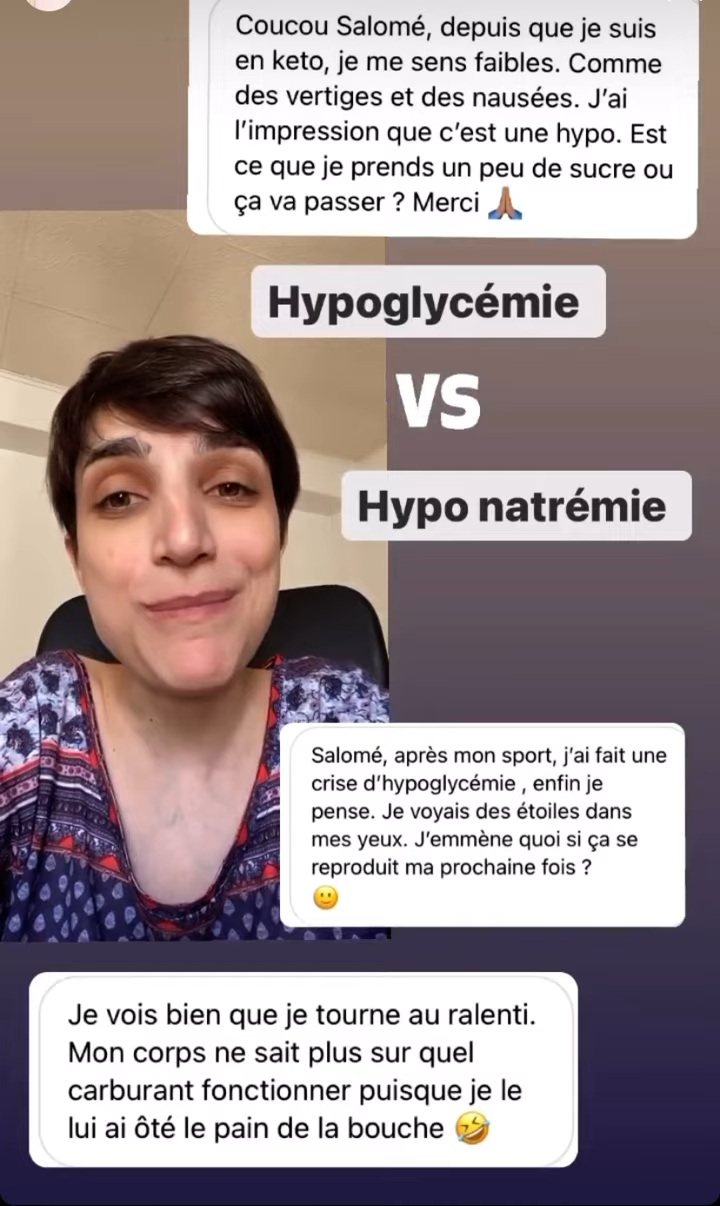 Coucou Salomé, depuis que je suis
en keto, je me sens faibles. Comme
des vertiges et des nausées. J'ai
l'impression que c'est une hypo. Est
ce que je prends un peu de sucre ou
ça va passer ? Merci 🙏🏽
Hypoglycémie
VS
Hypo natrémie
Salomé, après mon sport, j'ai fait une
crise d'hypoglycémie , enfin je
pense. Je voyais des étoiles dans
mes yeux. J'emmène quoi si ça se
reproduit ma prochaine fois ?
🙂
Je vois bien que je tourne au ralenti.
Mon corps ne sait plus sur quel
carburant fonctionner puisque je le
lui ai ôté le pain de la bouche 🤣